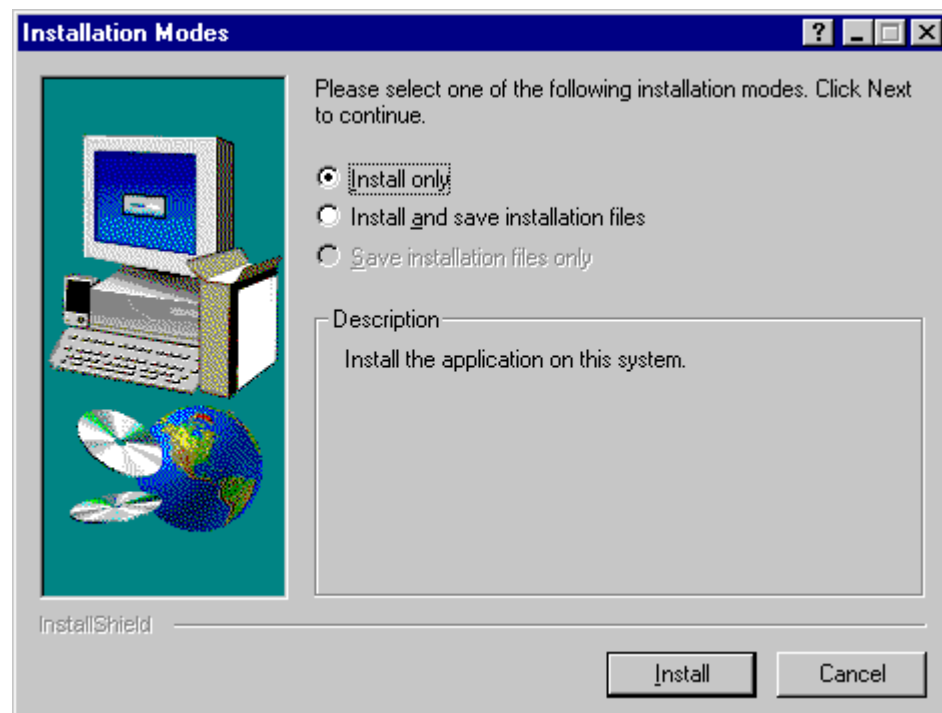 Installation Modes
Please select one of the following installation modes. Click Next
to continue.
Install only
Install and save installation files
Save installation files only
Description
Install the application on this system.
InstallShield
Install
Cancel